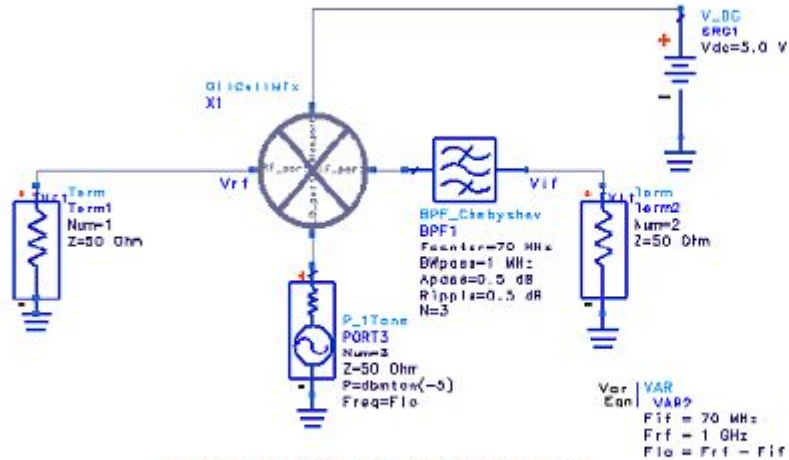 V_DC
SRG1
Vdc=5.0 V
X1
Vrf
Vif
Term
Term1
Num=1
Z=50 Ohm
BPF_Chebyshev
BPF1
Fcenter=70 MHz
BWpass=1 MHz
Apass=0.5 dB
Ripple=0.5 dB
N=3
Term
Term2
Num=2
Z=50 Ohm
P_1Tone
PORT3
Num=3
Z=50 Ohm
P=dbmtow(-5)
Freq=Flo
Var
Eqn
VAR
VAR2
Fif = 70 MHz
Frf = 1 GHz
Flo = Frf - Fif